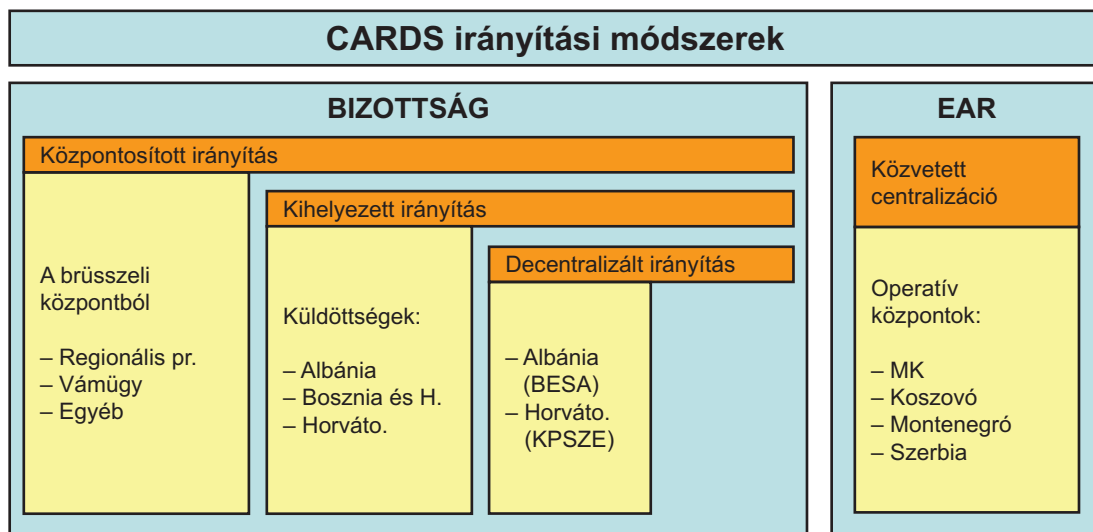 CARDS irányítási módszerek
BIZOTTSÁG
Központosított irányítás
A brüsszeli
központból
– Regionális pr.
– Vámügy
– Egyéb
Kihelyezett irányítás
Küldöttségek:
– Albánia
– Bosznia és H.
– Horváto.
Decentralizált irányítás
– Albánia
(BESA)
– Horváto.
(KPSZE)
EAR
Közvetett
centralizáció
Operatív
központok:
– MK
– Koszovó
– Montenegró
– Szerbia